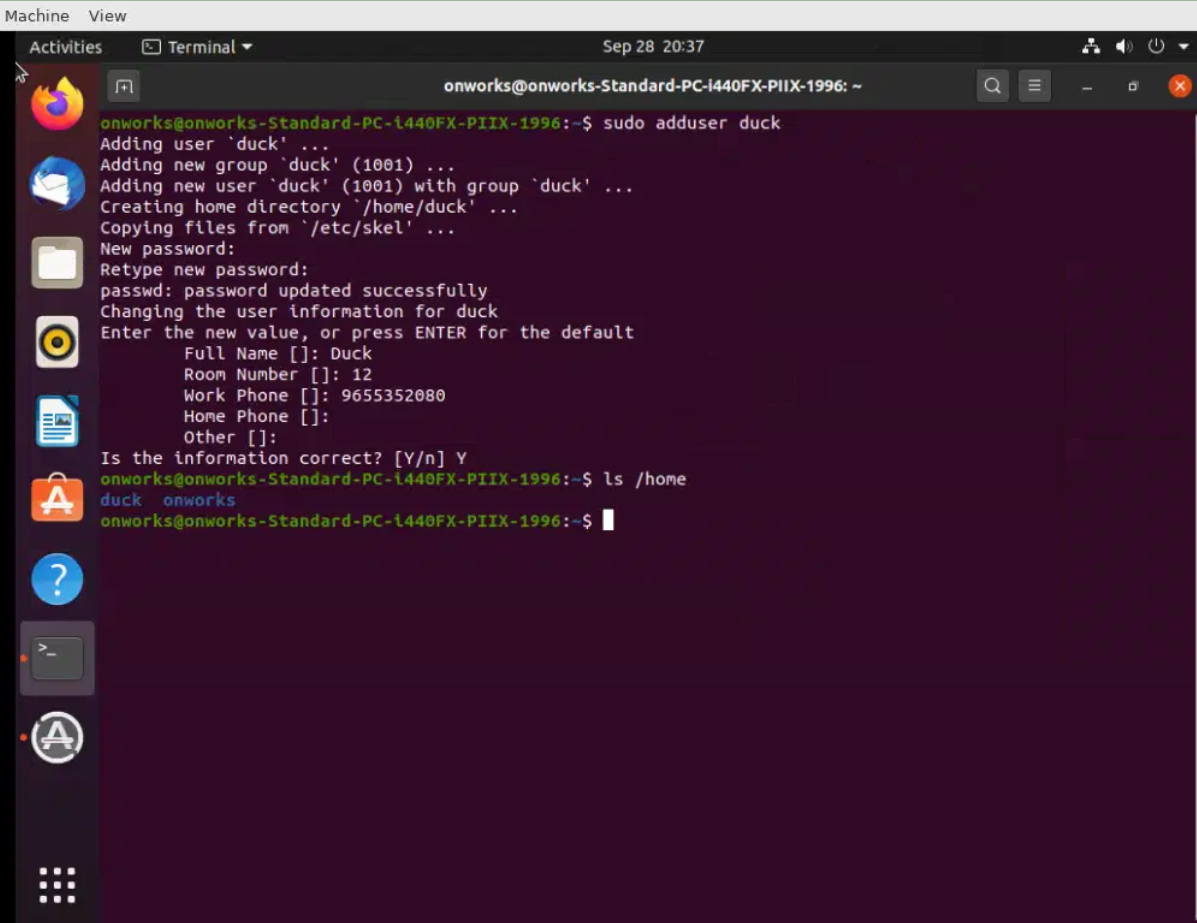 Machine View
Activities Terminal Sep 28 20:37
onworks@onworks-Standard-PC-i440FX-PIIX-1996: ~
onworks@onworks-Standard-PC-i440FX-PIIX-1996:~$ sudo adduser duck
Adding user `duck' ...
Adding new group `duck' (1001) ...
Adding new user `duck' (1001) with group `duck' ...
Creating home directory `/home/duck' ...
Copying files from `/etc/skel' ...
New password:
Retype new password:
passwd: password updated successfully
Changing the user information for duck
Enter the new value, or press ENTER for the default
Full Name []: Duck
Room Number []: 12
Work Phone []: 9655352080
Home Phone []:
Other []:
Is the information correct? [Y/n] Y
onworks@onworks-Standard-PC-i440FX-PIIX-1996:~$ ls /home
duck onworks
onworks@onworks-Standard-PC-i440FX-PIIX-1996:~$